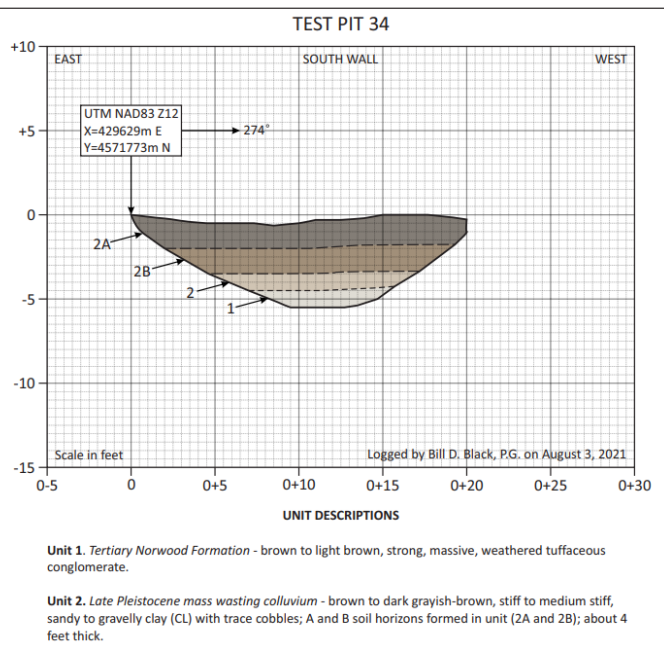 TEST PIT 34
+10
EAST
SOUTH WALL
WEST
UTM NAD83 Z12
X=429629m E
Y=4571773m N
+5
274°
0
2A
2B
2
1
-5
-10
Scale in feet
Logged by Bill D. Black, P.G. on August 3, 2021
-15
0-5 0 0+5 0+10 0+15 0+20 0+25 0+30
UNIT DESCRIPTIONS
Unit 1. Tertiary Norwood Formation - brown to light brown, strong, massive, weathered tuffaceous
conglomerate.
Unit 2. Late Pleistocene mass wasting colluvium - brown to dark grayish-brown, stiff to medium stiff,
sandy to gravelly clay (CL) with trace cobbles; A and B soil horizons formed in unit (2A and 2B); about 4
feet thick.